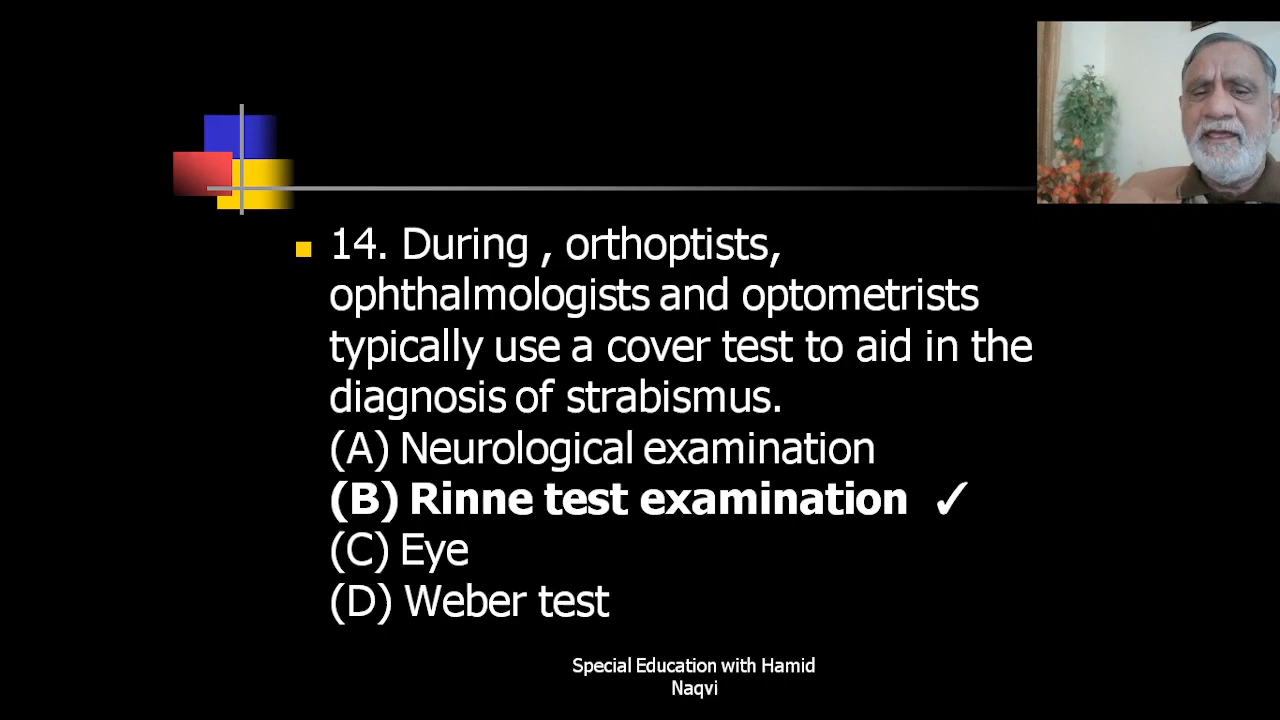 14. During , orthoptists,
ophthalmologists and optometrists
typically use a cover test to aid in the
diagnosis of strabismus.
(A) Neurological examination
(B) Rinne test examination ✓
(C) Eye
(D) Weber test
Special Education with Hamid
Naqvi